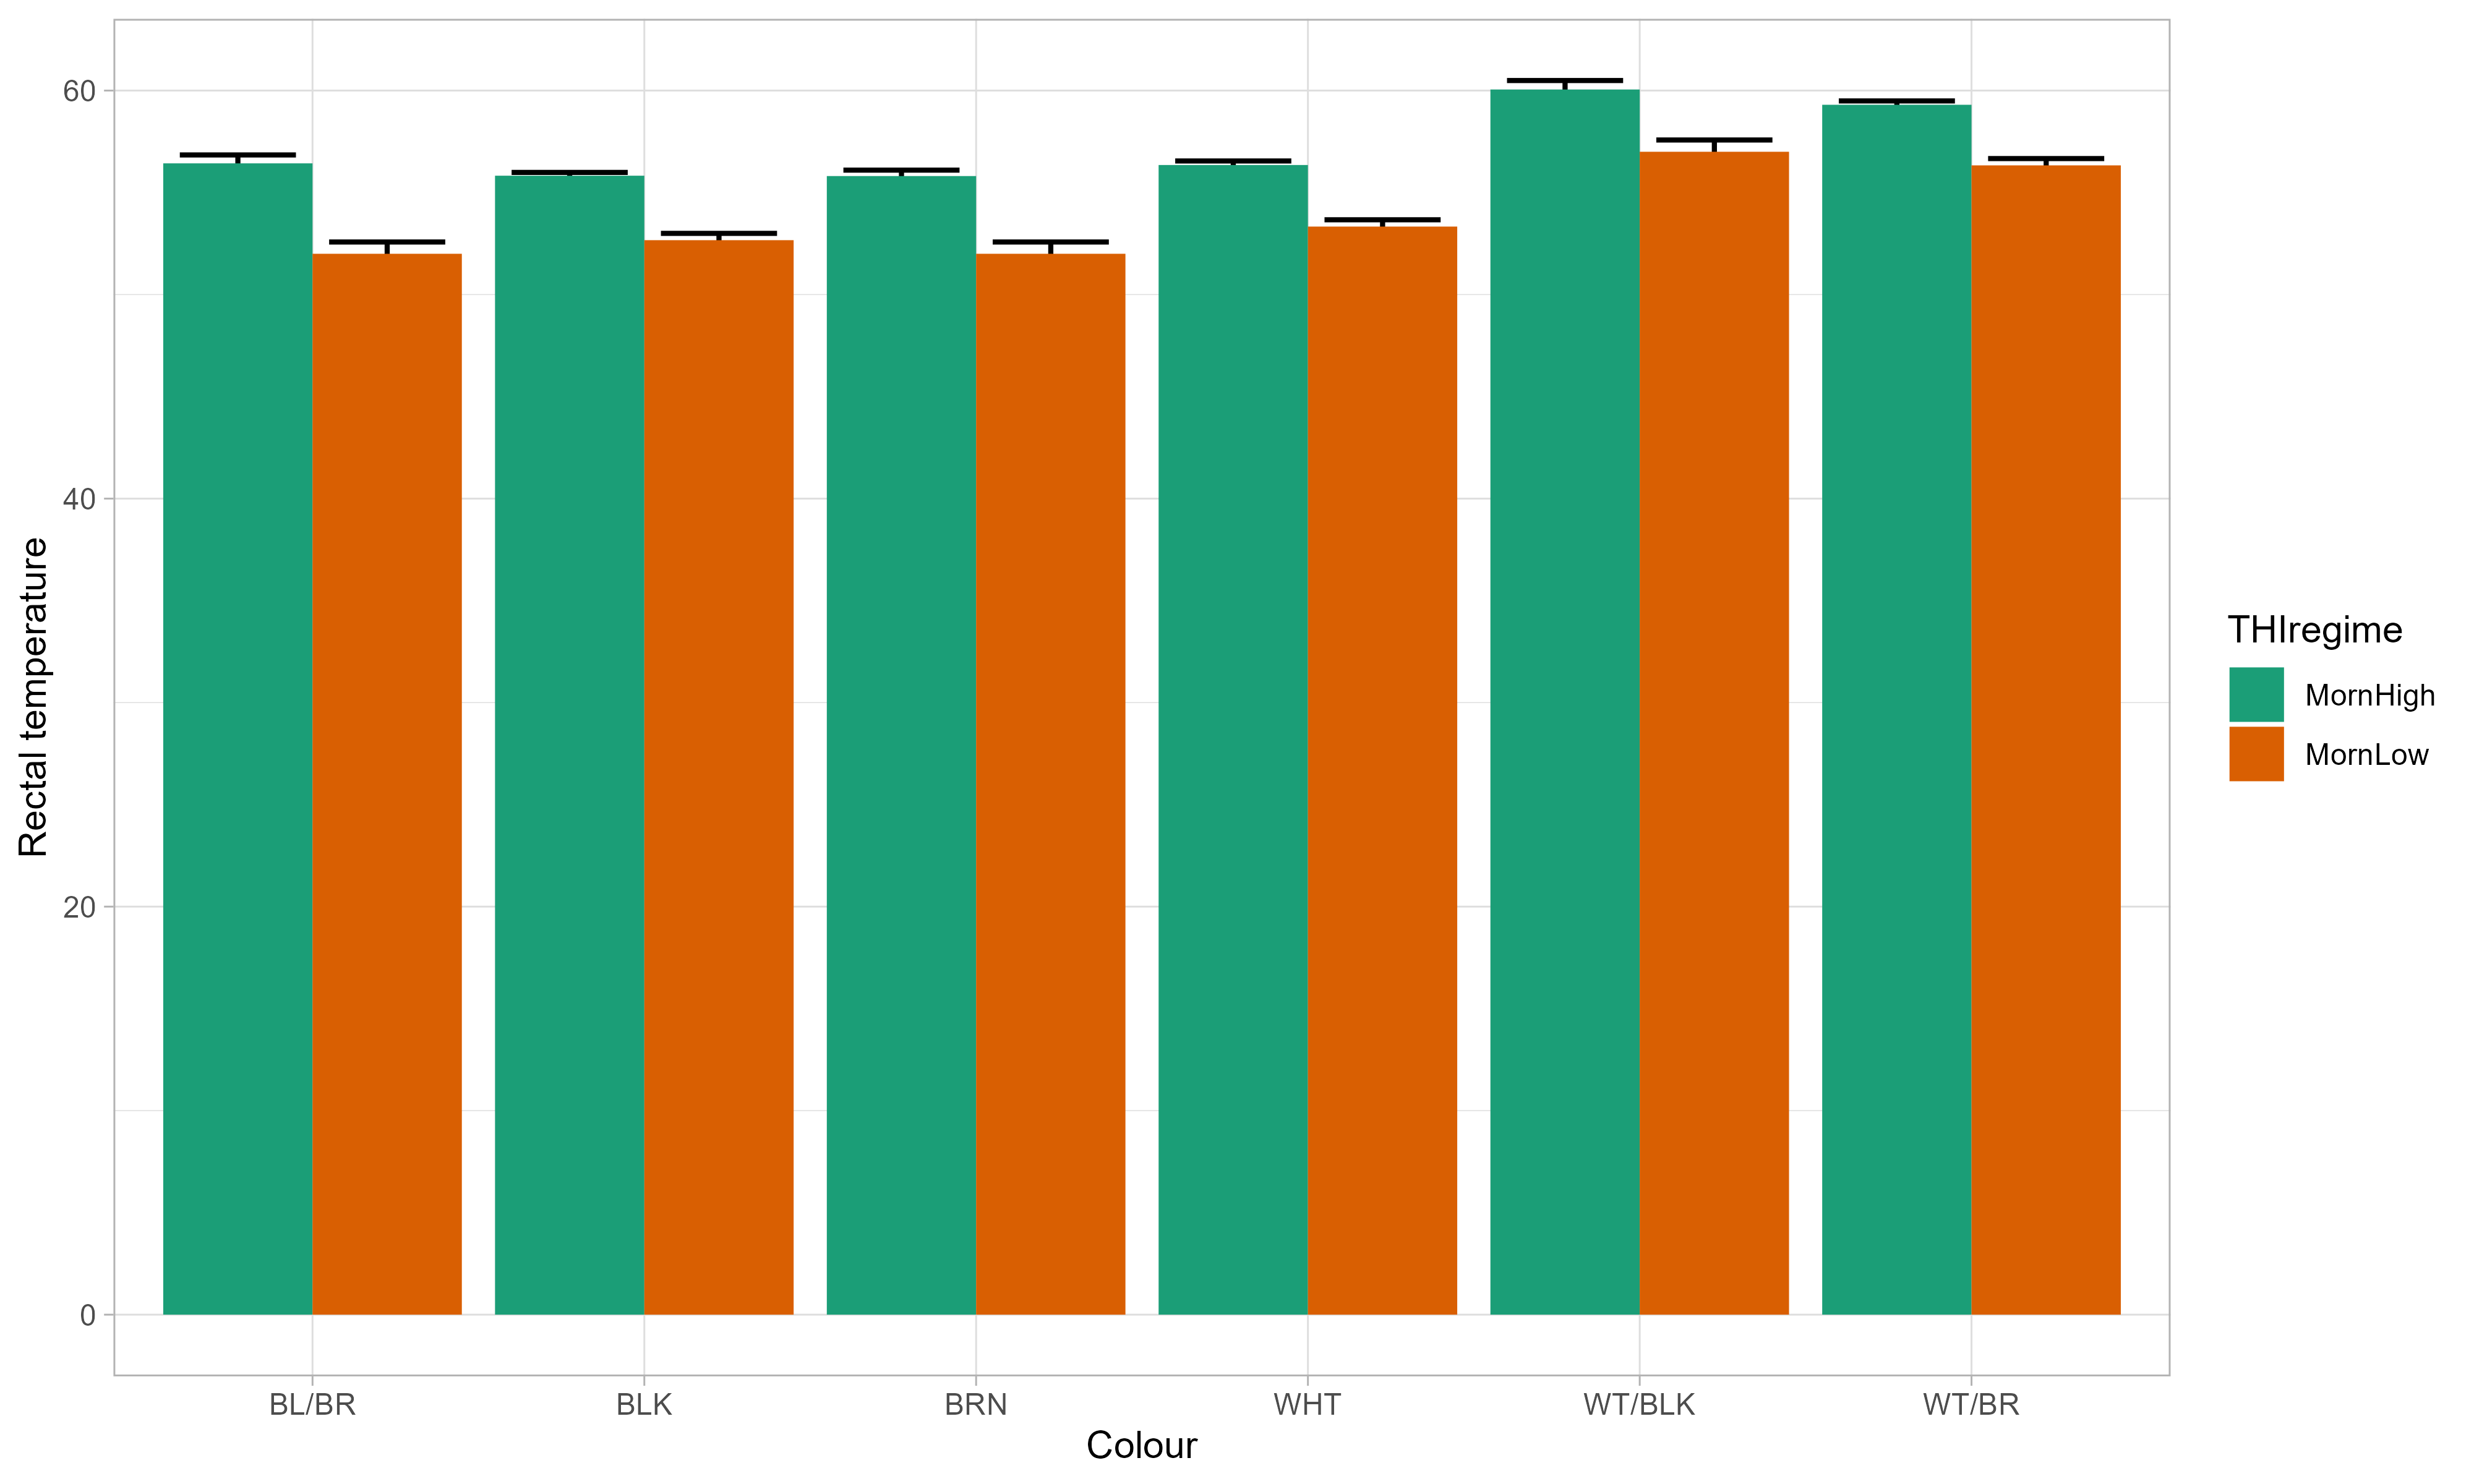 60
40
20
0
Rectal temperature
BL/BR
BLK
BRN
WHT
WT/BLK
WT/BR
Colour
THIregime
MornHigh
MornLow